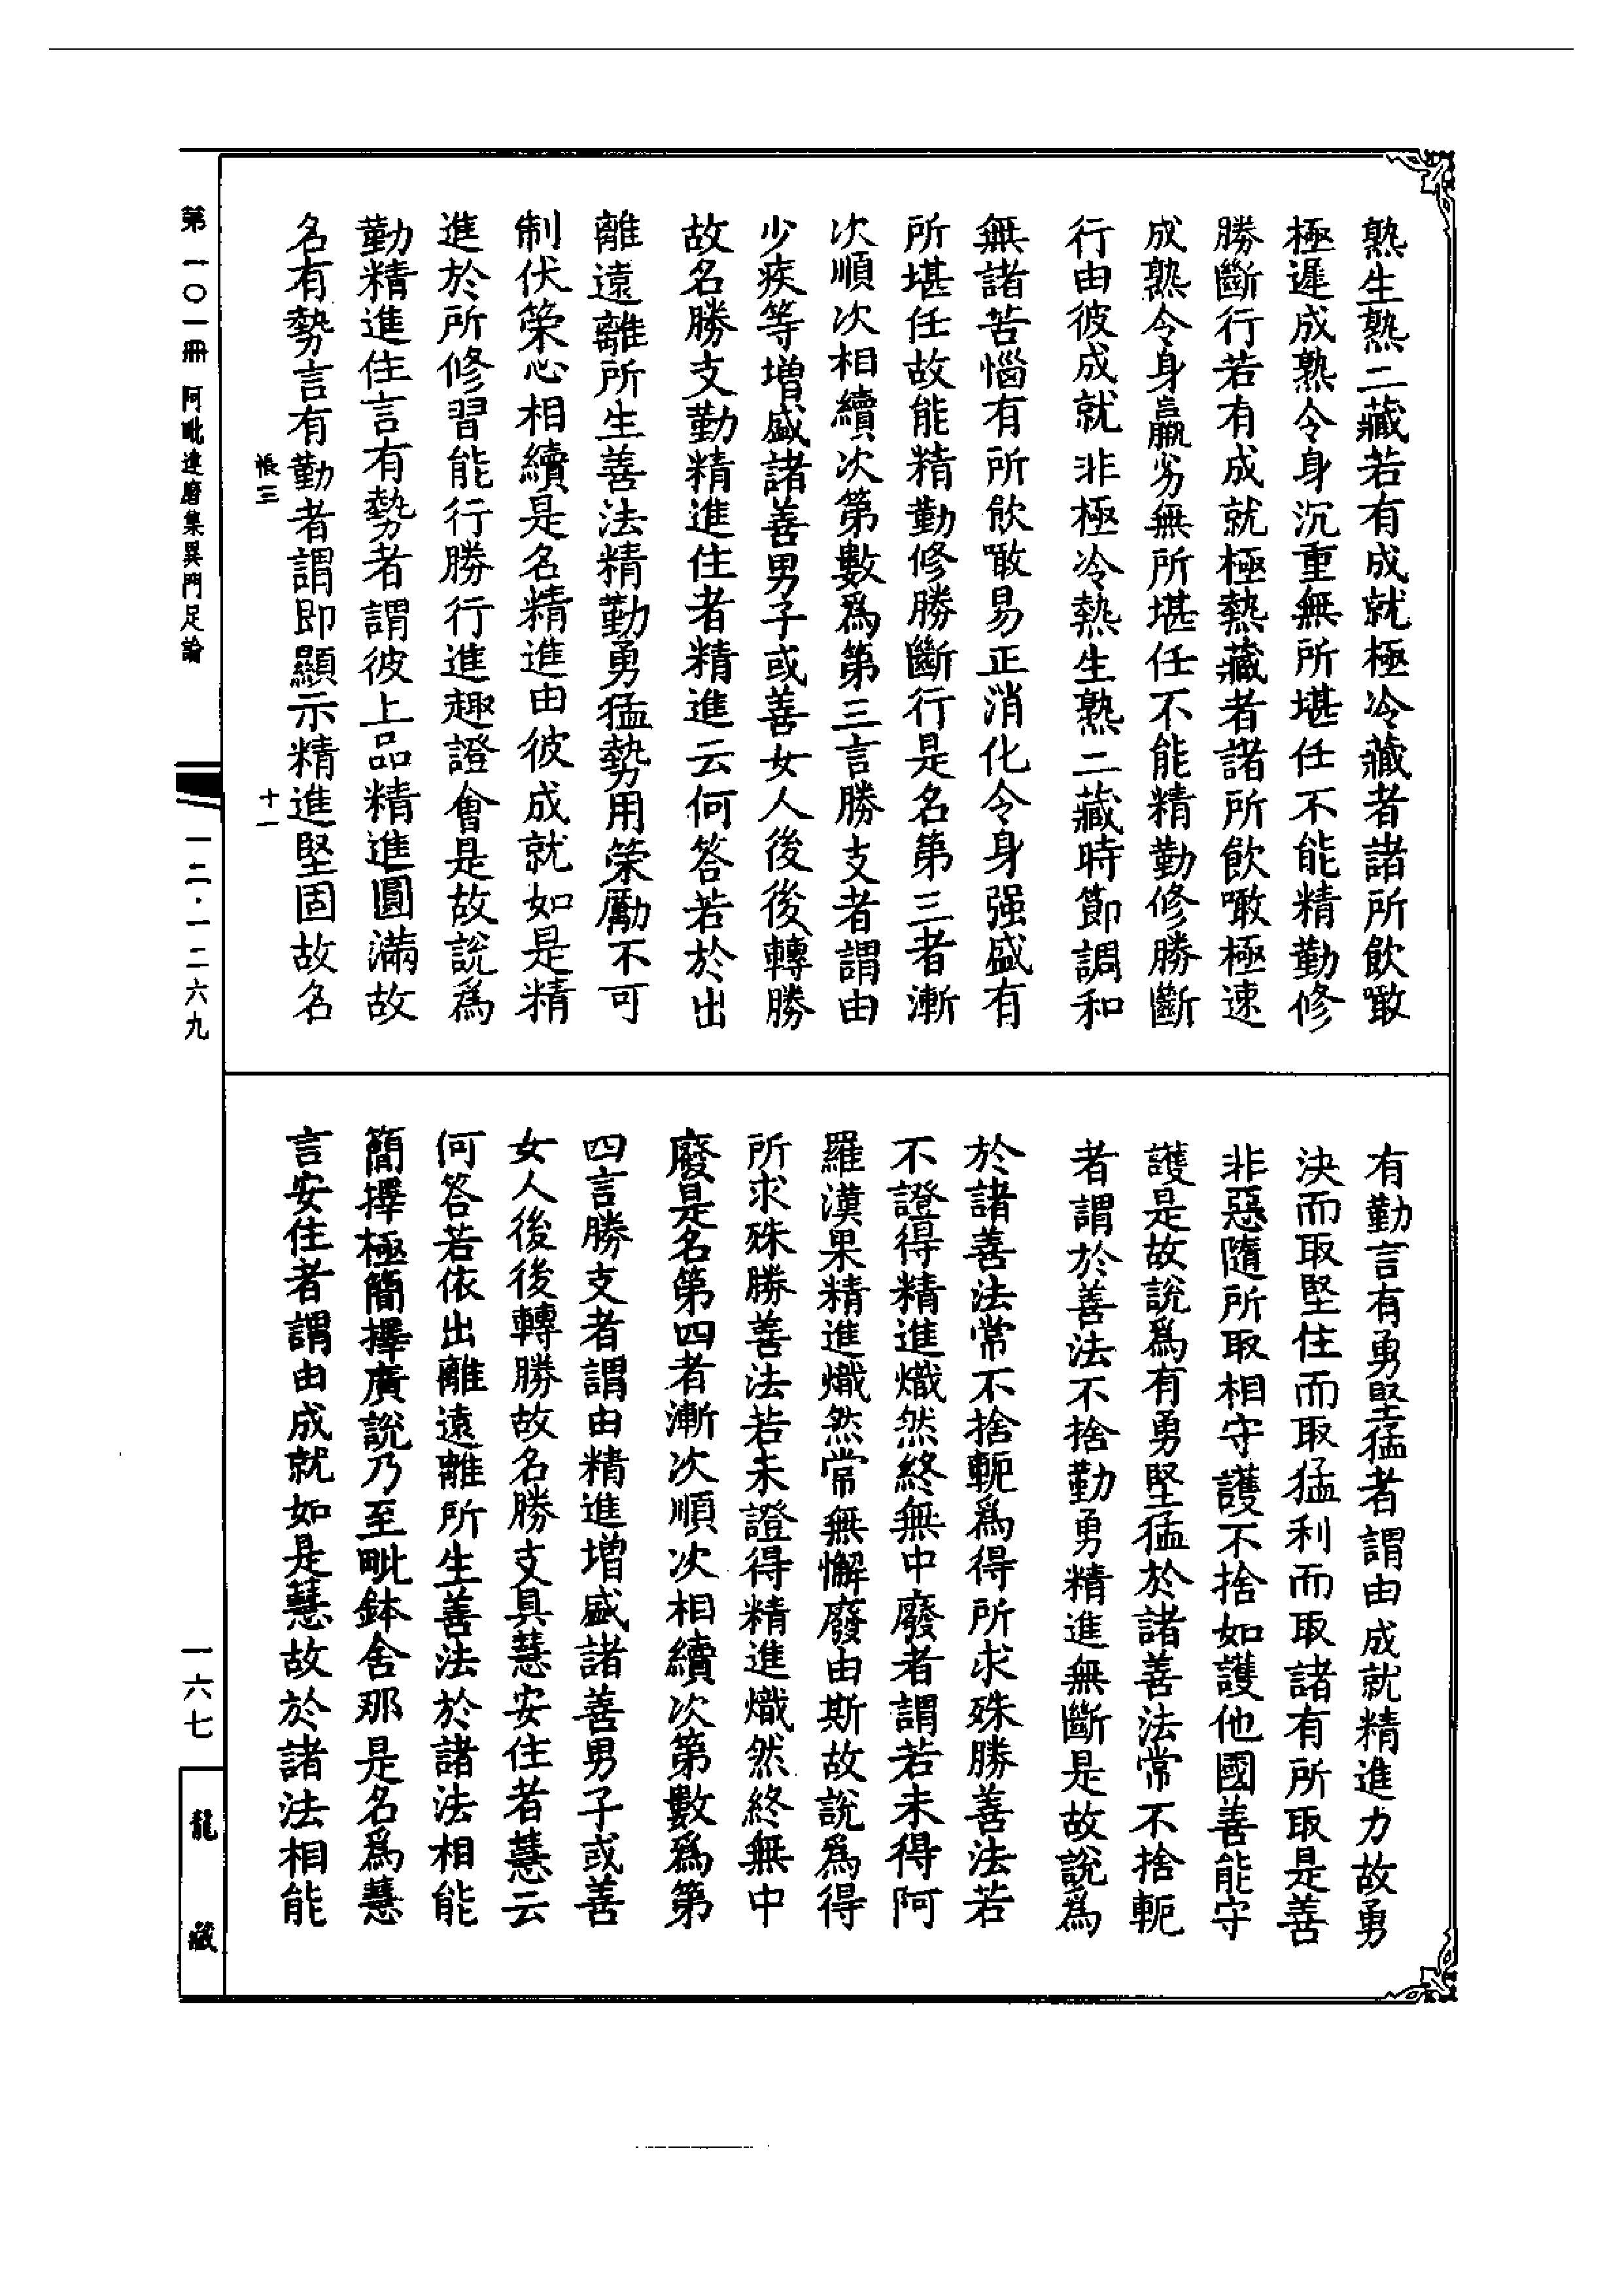 熟生熟二藏若有成就極冷藏者諸所飲噉
極遲成熟令身沉重無所堪任不能精勤修
勝斷行若有成就極熱藏者諸所飲噉極速
成熟令身羸劣無所堪任不能精勤修勝斷
行由彼成就非極冷熱生熟二藏時節調和
無諸苦惱有所飲噉易正消化令身强盛有
所堪任故能精勤修勝斷行是名第三者漸
次順次相續次第數爲第三言勝支者謂由
少疾等增盛諸善男子或善女人後後轉勝
故名勝支勤精進住者精進云何答若於出
離遠離所生善法精勤勇猛勢用策勵不可
制伏策心相續是名精進由彼成就如是精
進於所修習能行勝行進趣證會是故說爲
勤精進住言有勢者謂彼上品精進圓滿故
名有勢言有勤者謂即顯示精進堅固故名
帳三
十一
有勤言有勇堅猛者謂由成就精進力故勇
決而取堅住而取猛利而取諸有所取是善
非惡隨所取相守護不捨如護他國善能守
護是故說爲有勇堅猛於諸善法常不捨軛
者謂於善法不捨勤勇精進無斷是故說爲
於諸善法常不捨軛爲得所求殊勝善法若
不證得精進熾然終無中廢者謂若未得阿
羅漢果精進熾然常無懈廢由斯故說爲得
所求殊勝善法若未證得精進熾然終無中
廢是名第四者漸次順次相續次第數爲第
四言勝支者謂由精進增盛諸善男子或善
女人後後轉勝故名勝支具慧安住者慧云
何答若依出離遠離所生善法於諸法相能
簡擇極簡擇廣說乃至毗鉢舍那是名爲慧
言安住者謂由成就如是慧故於諸法相能
第一〇一冊 阿毗達磨集異門足論
一二·一二六九
一六七
龍藏